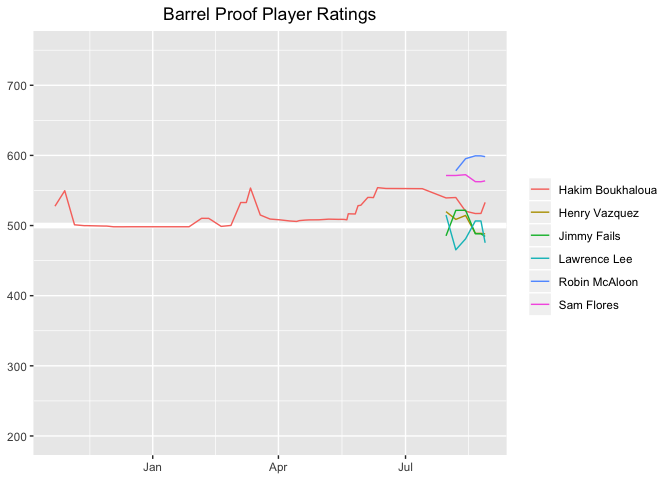 Barrel Proof Player Ratings
700
600
500
400
300
200
Jan
Apr
Jul
Hakim Boukhaloua
Henry Vazquez
Jimmy Fails
Lawrence Lee
Robin McAloon
Sam Flores